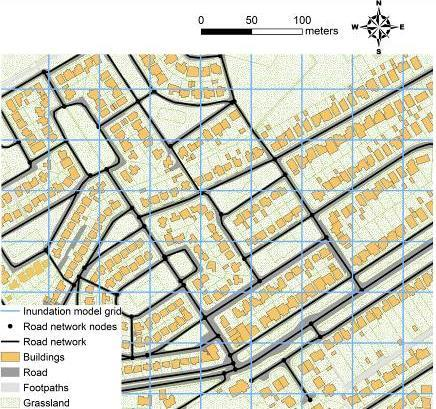 N
0 50 100
meters
W E
S
Inundation model grid
Road network nodes
Road network
Buildings
Road
Footpaths
Grassland